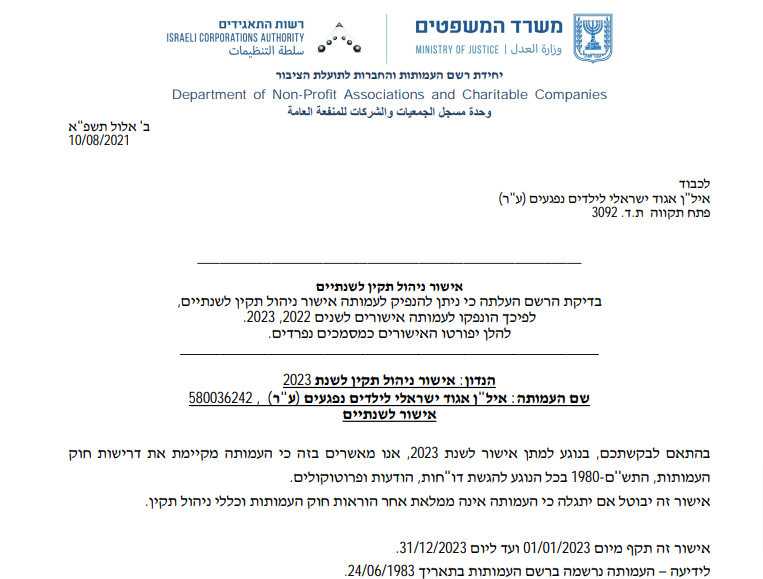 רשות התאגידים
ISRAELI CORPORATIONS AUTHORITY
سلطة التنظيمات
משרד המשפטים
MINISTRY OF JUSTICE | وزارة العدل
יחידת רשם העמותות והחברות לתועלת הציבור
Department of Non-Profit Associations and Charitable Companies
وحدة مسجل الجمعيات والشركات للمنفعة العامة
ב' אלול תשפ"א
10/08/2021
לכבוד
איל"ן אגוד ישראלי לילדים נפגעים (ע"ר)
פתח תקווה ת.ד. 3092
אישור ניהול תקין לשנתיים
בדיקת הרשם העלתה כי ניתן להנפיק לעמותה אישור ניהול תקין לשנתיים,
לפיכך הונפקו לעמותה אישורים לשנים 2022, 2023.
להלן יפורטו האישורים כמסמכים נפרדים.
הנדון: אישור ניהול תקין לשנת 2023
שם העמותה: איל"ן אגוד ישראלי לילדים נפגעים (ע"ר) , 580036242
אישור לשנתיים
בהתאם לבקשתכם, בנוגע למתן אישור לשנת 2023, אנו מאשרים בזה כי העמותה מקיימת את דרישות חוק
העמותות, התש"ם-1980 בכל הנוגע להגשת דו"חות, הודעות ופרוטוקולים.
אישור זה יבוטל אם יתגלה כי העמותה אינה ממלאת אחר הוראות חוק העמותות וכללי ניהול תקין.
אישור זה תקף מיום 01/01/2023 ועד ליום 31/12/2023.
לידיעה – העמותה נרשמה ברשם העמותות בתאריך 24/06/1983.